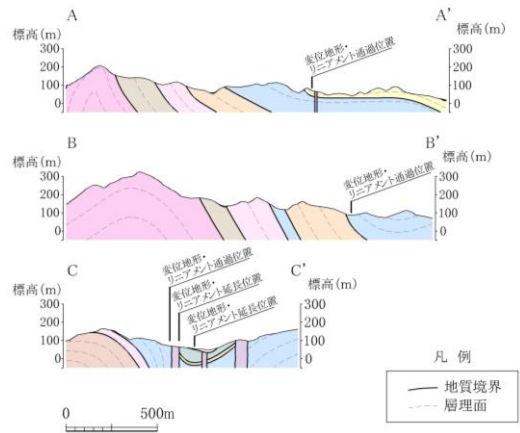 A A'
標高(m) 標高(m)
変位地形・
リニアメント通過位置
300 300
200 200
100 100
0 0
B B'
標高(m) 標高(m)
変位地形・
リニアメント通過位置
300 300
200 200
100 100
0 0
C C'
標高(m) 標高(m)
変位地形・
リニアメント通過位置
変位地形・
リニアメント延長位置
変位地形・
リニアメント延長位置
300 300
200 200
100 100
0 0
凡 例
地質境界
層理面
0 500m